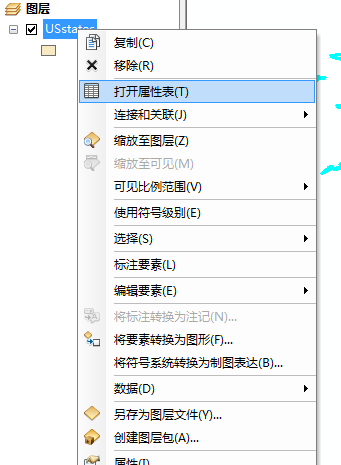 图层
USstates
复制(C)
移除(R)
打开属性表(T)
连接和关联(J)
缩放至图层(Z)
缩放至可见(M)
可见比例范围(V)
使用符号级别(E)
选择(S)
标注要素(L)
编辑要素(E)
将标注转换为注记(N)...
将要素转换为图形(F)...
将符号系统转换为制图表达(B)...
数据(D)
另存为图层文件(Y)...
创建图层包(A)...
属性(I)...